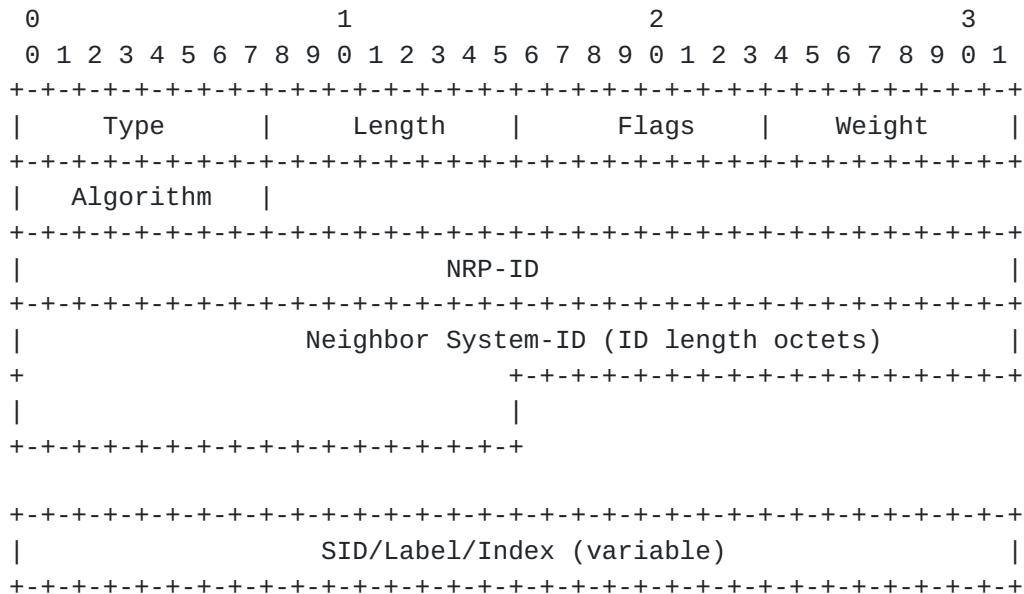 0                   1                   2                   3
 0 1 2 3 4 5 6 7 8 9 0 1 2 3 4 5 6 7 8 9 0 1 2 3 4 5 6 7 8 9 0 1
+-+-+-+-+-+-+-+-+-+-+-+-+-+-+-+-+-+-+-+-+-+-+-+-+-+-+-+-+-+-+-+-+
|     Type      |     Length    |      Flags    |    Weight     |
+-+-+-+-+-+-+-+-+-+-+-+-+-+-+-+-+-+-+-+-+-+-+-+-+-+-+-+-+-+-+-+-+
|   Algorithm   |
+-+-+-+-+-+-+-+-+-+-+-+-+-+-+-+-+-+-+-+-+-+-+-+-+-+-+-+-+-+-+-+-+
|                           NRP-ID                              |
+-+-+-+-+-+-+-+-+-+-+-+-+-+-+-+-+-+-+-+-+-+-+-+-+-+-+-+-+-+-+-+-+
|                  Neighbor System-ID (ID length octets)        |
+                               +-+-+-+-+-+-+-+-+-+-+-+-+-+-+-+-+
|                               |
+-+-+-+-+-+-+-+-+-+-+-+-+-+-+-+-+

+-+-+-+-+-+-+-+-+-+-+-+-+-+-+-+-+-+-+-+-+-+-+-+-+-+-+-+-+-+-+-+-+
|                   SID/Label/Index (variable)                  |
+-+-+-+-+-+-+-+-+-+-+-+-+-+-+-+-+-+-+-+-+-+-+-+-+-+-+-+-+-+-+-+-+